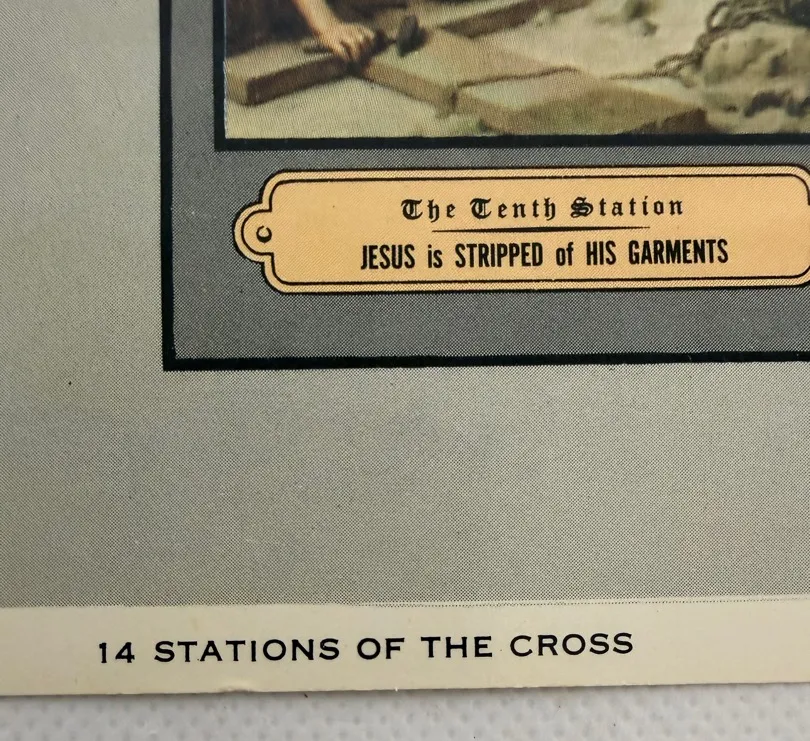 The Tenth Station
JESUS is STRIPPED of HIS GARMENTS
14 STATIONS OF THE CROSS